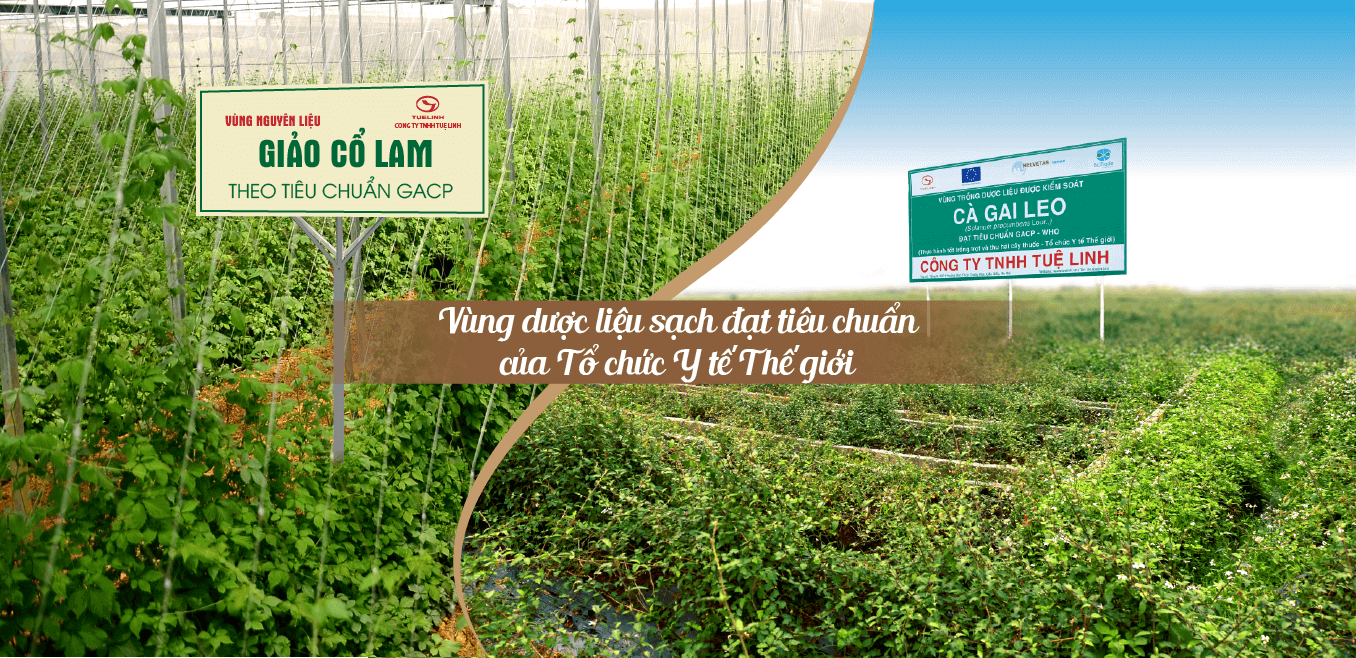 VÙNG NGUYÊN LIỆU
TUELINH
CÔNG TY TNHH TUỆ LINH
GIẢO CỔ LAM
THEO TIÊU CHUẨN GACP
HELVETAS
VÙNG TRỒNG DƯỢC LIỆU ĐƯỢC KIỂM SOÁT
CÀ GAI LEO
(Solanum procumbens Lour.,)
ĐẠT TIÊU CHUẨN GACP - WHO
(Thực hành tốt trồng trọt và thu hái cây thuốc - Tổ chức Y tế Thế giới)
CÔNG TY TNHH TUỆ LINH
Vùng dược liệu sạch đạt tiêu chuẩn
của Tổ chức Y tế Thế giới